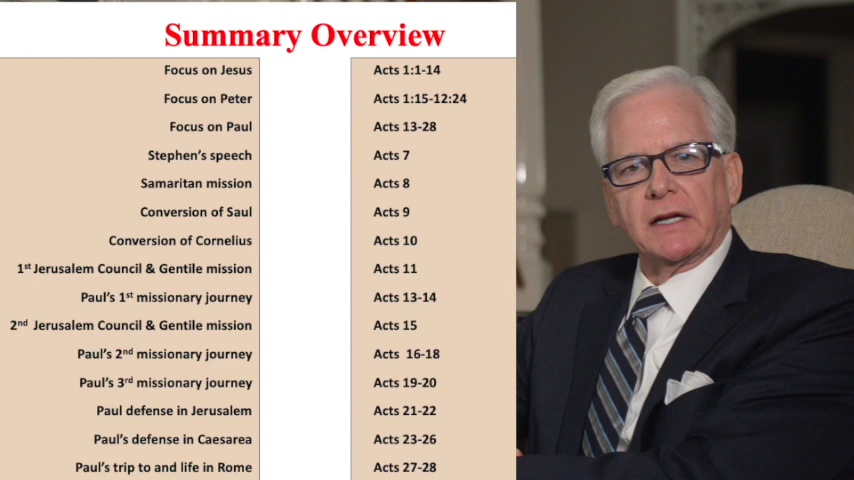 Summary Overview
Focus on Jesus Acts 1:1-14
Focus on Peter Acts 1:15-12:24
Focus on Paul Acts 13-28
Stephen's speech Acts 7
Samaritan mission Acts 8
Conversion of Saul Acts 9
Conversion of Cornelius Acts 10
1st Jerusalem Council & Gentile mission Acts 11
Paul's 1st missionary journey Acts 13-14
2nd Jerusalem Council & Gentile mission Acts 15
Paul's 2nd missionary journey Acts 16-18
Paul's 3rd missionary journey Acts 19-20
Paul defense in Jerusalem Acts 21-22
Paul's defense in Caesarea Acts 23-26
Paul's trip to and life in Rome Acts 27-28